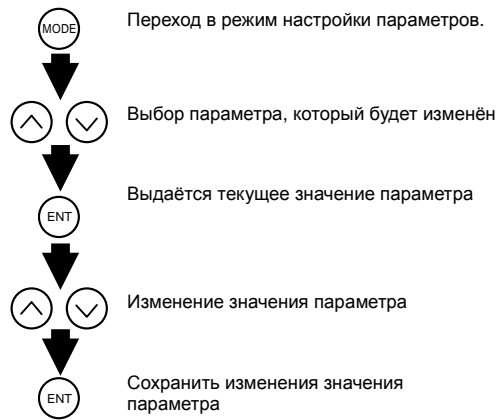 MODE
Переход в режим настройки параметров.
Выбор параметра, который будет изменён
Выдаётся текущее значение параметра
ENT
Изменение значения параметра
ENT
Сохранить изменения значения
параметра